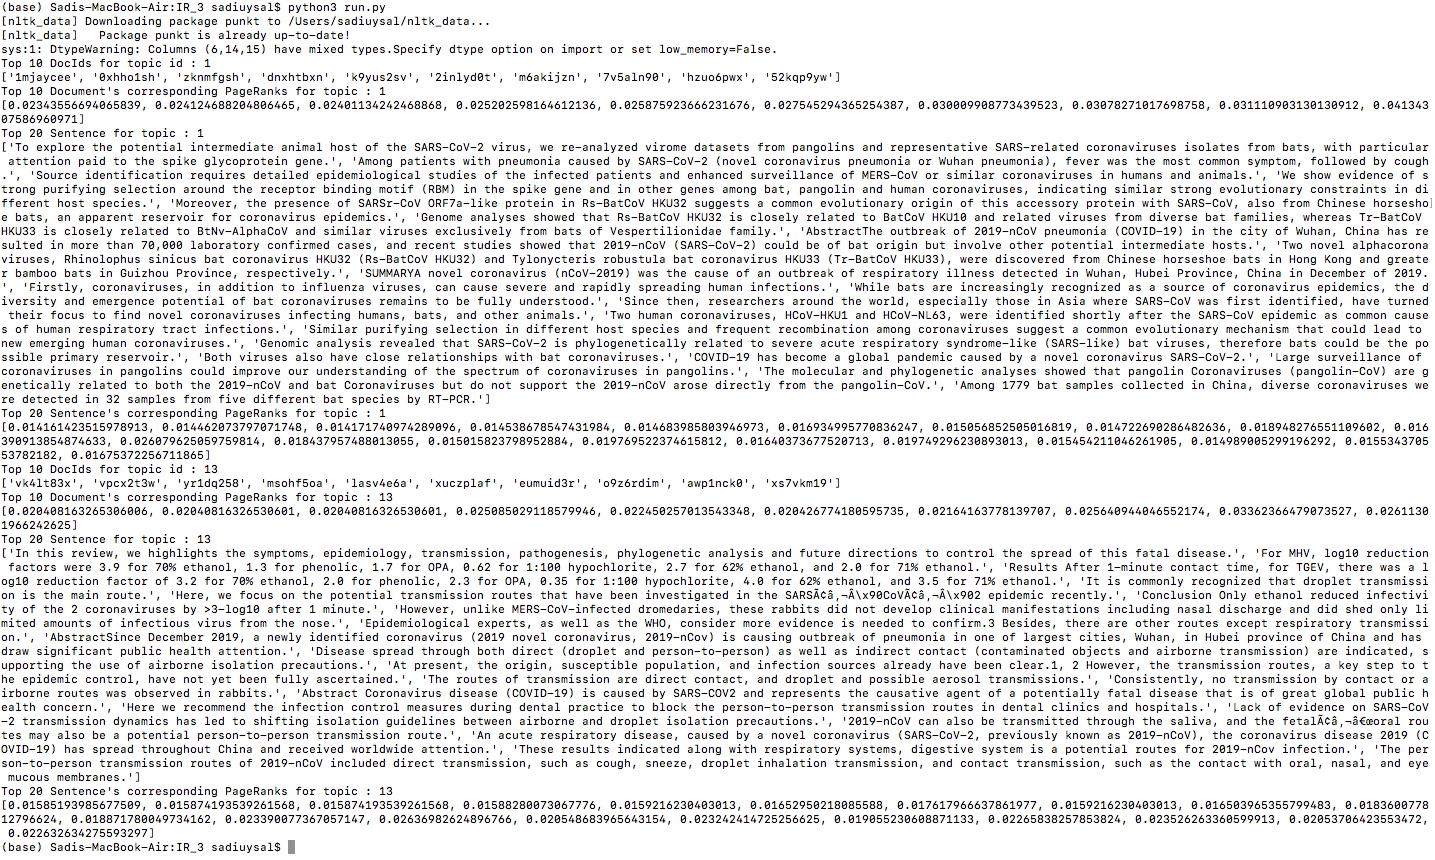 (base) Sadis-MacBook-Air:IR_3 sadiuysal$ python3 run.py
[nltk_data] Downloading package punkt to /Users/sadiuysal/nltk_data...
[nltk_data]   Package punkt is already up-to-date!
sys:1: DtypeWarning: Columns (6,14,15) have mixed types.Specify dtype option on import or set low_memory=False.
Top 10 DocIds for topic id : 1
['1mjaycee', '0xhho1sh', 'zknmfgsh', 'dnxhtbxn', 'k9yus2sv', '2inlyd0t', 'm6akijzn', '7v5aln90', 'hzuo6pwx', '52kqp9yw']
Top 10 Document's corresponding PageRanks for topic : 1
[0.02343556694065839, 0.024124688204806465, 0.02401134242468868, 0.025202598164612136, 0.025875923666231676, 0.027545294365254387, 0.030009908773439523, 0.03078271017698758, 0.031110903130130912, 0.04134
307586960971]
Top 20 Sentence for topic : 1
['To explore the potential intermediate animal host of the SARS-CoV-2 virus, we re-analyzed virome datasets from pangolins and representative SARS-related coronaviruses isolates from bats, with particular
 attention paid to the spike glycoprotein gene.', 'Among patients with pneumonia caused by SARS-CoV-2 (novel coronavirus pneumonia or Wuhan pneumonia), fever was the most common symptom, followed by cough
.', 'Source identification requires detailed epidemiological studies of the infected patients and enhanced surveillance of MERS-CoV or similar coronaviruses in humans and animals.', 'We show evidence of s
trong purifying selection around the receptor binding motif (RBM) in the spike gene and in other genes among bat, pangolin and human coronaviruses, indicating similar strong evolutionary constraints in di
fferent host species.', 'Moreover, the presence of SARSr-CoV ORF7a-like protein in Rs-BatCoV HKU32 suggests a common evolutionary origin of this accessory protein with SARS-CoV, also from Chinese horsesho
e bats, an apparent reservoir for coronavirus epidemics.', 'Genome analyses showed that Rs-BatCoV HKU32 is closely related to BatCoV HKU10 and related viruses from diverse bat families, whereas Tr-BatCoV
HKU33 is closely related to BtNv-AlphaCoV and similar viruses exclusively from bats of Vespertilionidae family.', 'AbstractThe outbreak of 2019-nCoV pneumonia (COVID-19) in the city of Wuhan, China has re
sulted in more than 70,000 laboratory confirmed cases, and recent studies showed that 2019-nCoV (SARS-CoV-2) could be of bat origin but involve other potential intermediate hosts.', 'Two novel alphacorona
viruses, Rhinolophus sinicus bat coronavirus HKU32 (Rs-BatCoV HKU32) and Tylonycteris robustula bat coronavirus HKU33 (Tr-BatCoV HKU33), were discovered from Chinese horseshoe bats in Hong Kong and greate
r bamboo bats in Guizhou Province, respectively.', 'SUMMARYA novel coronavirus (nCoV-2019) was the cause of an outbreak of respiratory illness detected in Wuhan, Hubei Province, China in December of 2019.
', 'Firstly, coronaviruses, in addition to influenza viruses, can cause severe and rapidly spreading human infections.', 'While bats are increasingly recognized as a source of coronavirus epidemics, the d
iversity and emergence potential of bat coronaviruses remains to be fully understood.', 'Since then, researchers around the world, especially those in Asia where SARS-CoV was first identified, have turned
 their focus to find novel coronaviruses infecting humans, bats, and other animals.', 'Two human coronaviruses, HCoV-HKU1 and HCoV-NL63, were identified shortly after the SARS-CoV epidemic as common cause
s of human respiratory tract infections.', 'Similar purifying selection in different host species and frequent recombination among coronaviruses suggest a common evolutionary mechanism that could lead to
new emerging human coronaviruses.', 'Genomic analysis revealed that SARS-CoV-2 is phylogenetically related to severe acute respiratory syndrome-like (SARS-like) bat viruses, therefore bats could be the po
ssible primary reservoir.', 'Both viruses also have close relationships with bat coronaviruses.', 'COVID-19 has become a global pandemic caused by a novel coronavirus SARS-CoV-2.', 'Large surveillance of
coronaviruses in pangolins could improve our understanding of the spectrum of coronaviruses in pangolins.', 'The molecular and phylogenetic analyses showed that pangolin Coronaviruses (pangolin-CoV) are g
enetically related to both the 2019-nCoV and bat Coronaviruses but do not support the 2019-nCoV arose directly from the pangolin-CoV.', 'Among 1779 bat samples collected in China, diverse coronaviruses we
re detected in 32 samples from five different bat species by RT-PCR.']
Top 20 Sentence's corresponding PageRanks for topic : 1
[0.014161423515978913, 0.014462073797071748, 0.014171740974289096, 0.014538678547431984, 0.014683985803946973, 0.016934995770836247, 0.015056852505016819, 0.014722690286482636, 0.018948276551109602, 0.016
390913854874633, 0.026079625059759814, 0.018437957488013055, 0.015015823798952884, 0.019769522374615812, 0.01640373677520713, 0.019749296230893013, 0.015454211046261905, 0.014989005299196292, 0.015534370
53782182, 0.01675372256711865]
Top 10 DocIds for topic id : 13
['vk4lt83x', 'vpcx2t3w', 'yr1dq258', 'msohf5oa', 'lasv4e6a', 'xuczplaf', 'eumuid3r', 'o9z6rdim', 'awp1nck0', 'xs7vkm19']
Top 10 Document's corresponding PageRanks for topic : 13
[0.020408163265306006, 0.02040816326530601, 0.02040816326530601, 0.025085029118579946, 0.022450257013543348, 0.020426774180595735, 0.02164163778139707, 0.025640944046552174, 0.03362366479073527, 0.0261130
1966242625]
Top 20 Sentence for topic : 13
['In this review, we highlights the symptoms, epidemiology, transmission, pathogenesis, phylogenetic analysis and future directions to control the spread of this fatal disease.', 'For MHV, log10 reduction
 factors were 3.9 for 70% ethanol, 1.3 for phenolic, 1.7 for OPA, 0.62 for 1:100 hypochlorite, 2.7 for 62% ethanol, and 2.0 for 71% ethanol.', 'Results After 1-minute contact time, for TGEV, there was a l
og10 reduction factor of 3.2 for 70% ethanol, 2.0 for phenolic, 2.3 for OPA, 0.35 for 1:100 hypochlorite, 4.0 for 62% ethanol, and 3.5 for 71% ethanol.', 'It is commonly recognized that droplet transmissi
on is the main route.', 'Here, we focus on the potential transmission routes that have been investigated in the SARSÃ¢â‚¬Â\x90CoVÃ¢â‚¬Â\x902 epidemic recently.', 'Conclusion Only ethanol reduced infectivi
ty of the 2 coronaviruses by >3-log10 after 1 minute.', 'However, unlike MERS-CoV-infected dromedaries, these rabbits did not develop clinical manifestations including nasal discharge and did shed only li
mited amounts of infectious virus from the nose.', 'Epidemiological experts, as well as the WHO, consider more evidence is needed to confirm.3 Besides, there are other routes except respiratory transmissi
on.', 'AbstractSince December 2019, a newly identified coronavirus (2019 novel coronavirus, 2019-nCov) is causing outbreak of pneumonia in one of largest cities, Wuhan, in Hubei province of China and has
draw significant public health attention.', 'Disease spread through both direct (droplet and person-to-person) as well as indirect contact (contaminated objects and airborne transmission) are indicated, s
upporting the use of airborne isolation precautions.', 'At present, the origin, susceptible population, and infection sources already have been clear.1, 2 However, the transmission routes, a key step to t
he epidemic control, have not yet been fully ascertained.', 'The routes of transmission are direct contact, and droplet and possible aerosol transmissions.', 'Consistently, no transmission by contact or a
irborne routes was observed in rabbits.', 'Abstract Coronavirus disease (COVID-19) is caused by SARS-COV2 and represents the causative agent of a potentially fatal disease that is of great global public h
ealth concern.', 'Here we recommend the infection control measures during dental practice to block the person-to-person transmission routes in dental clinics and hospitals.', 'Lack of evidence on SARS-CoV
-2 transmission dynamics has led to shifting isolation guidelines between airborne and droplet isolation precautions.', '2019-nCoV can also be transmitted through the saliva, and the fetalÃ¢â‚¬â€œoral rou
tes may also be a potential person-to-person transmission route.', 'An acute respiratory disease, caused by a novel coronavirus (SARS-CoV-2, previously known as 2019-nCoV), the coronavirus disease 2019 (C
OVID-19) has spread throughout China and received worldwide attention.', 'These results indicated along with respiratory systems, digestive system is a potential routes for 2019-nCov infection.', 'The per
son-to-person transmission routes of 2019-nCoV included direct transmission, such as cough, sneeze, droplet inhalation transmission, and contact transmission, such as the contact with oral, nasal, and eye
 mucous membranes.']
Top 20 Sentence's corresponding PageRanks for topic : 13
[0.01585193985677509, 0.015874193539261568, 0.015874193539261568, 0.01588280073067776, 0.0159216230403013, 0.01652950218085588, 0.017617966637861977, 0.0159216230403013, 0.016503965355799483, 0.0183600778
12796624, 0.018871780049734162, 0.023390077367057147, 0.02636982624896766, 0.020548683965643154, 0.023242414725256625, 0.019055230608871133, 0.02265838257853824, 0.023526263360599913, 0.02053706423553472,
 0.022632634275593297]
(base) Sadis-MacBook-Air:IR_3 sadiuysal$